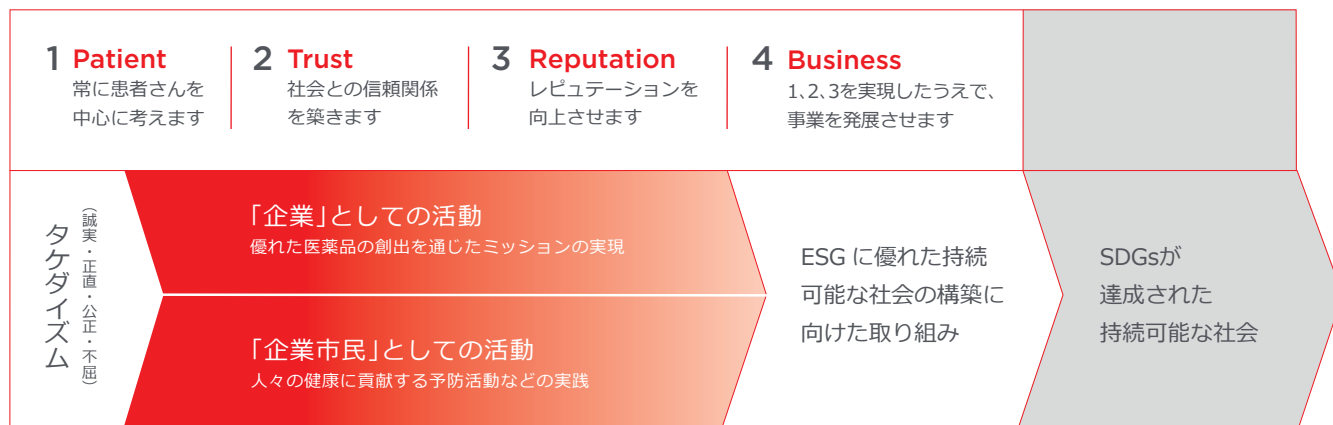 1 Patient
常に患者さんを
中心に考えます
2 Trust
社会との信頼関係
を築きます
3 Reputation
レピュテーションを
向上させます
4 Business
1、2、3を実現したうえで、
事業を発展させます
タケダイズム
（誠実・正直・公正・不屈）
「企業」としての活動
優れた医薬品の創出を通じたミッションの実現
「企業市民」としての活動
人々の健康に貢献する予防活動などの実践
ESG に優れた持続
可能な社会の構築に
向けた取り組み
SDGsが
達成された
持続可能な社会